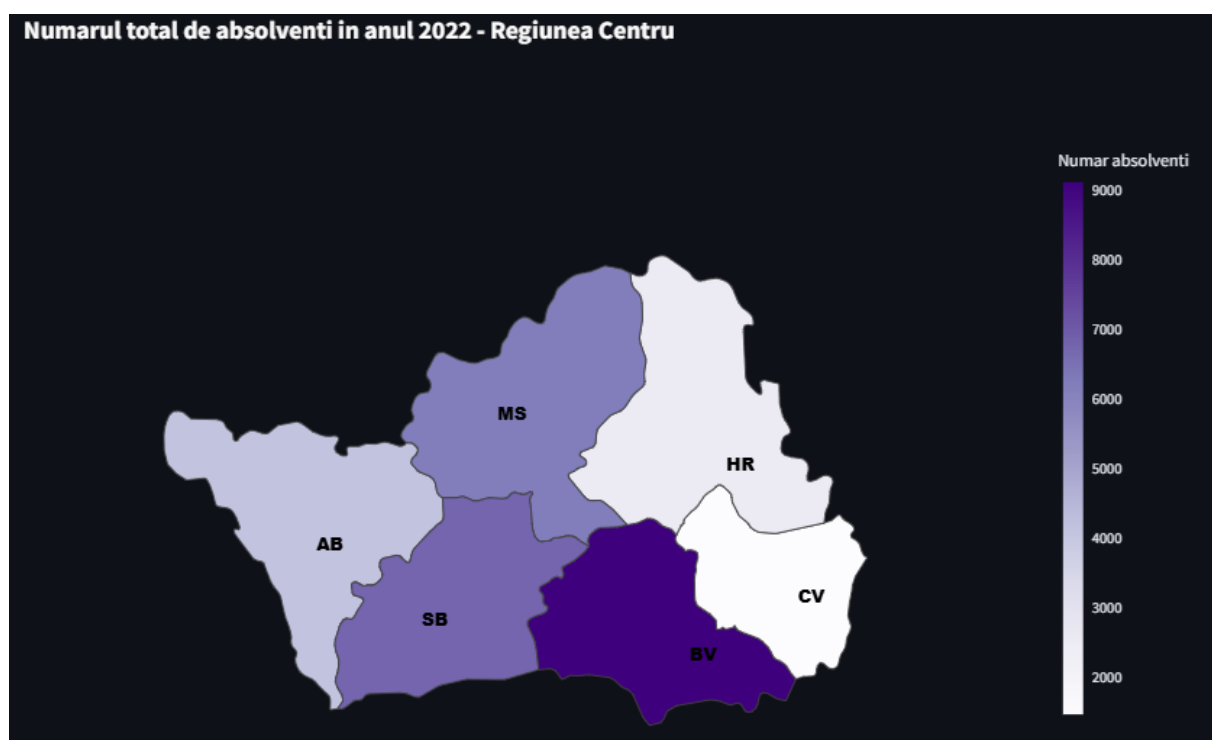 Numarul total de absolventi in anul 2022 - Regiunea Centru
Numar absolventi
9000
8000
7000
6000
5000
4000
3000
2000
MS
HR
AB
CV
SB
BV